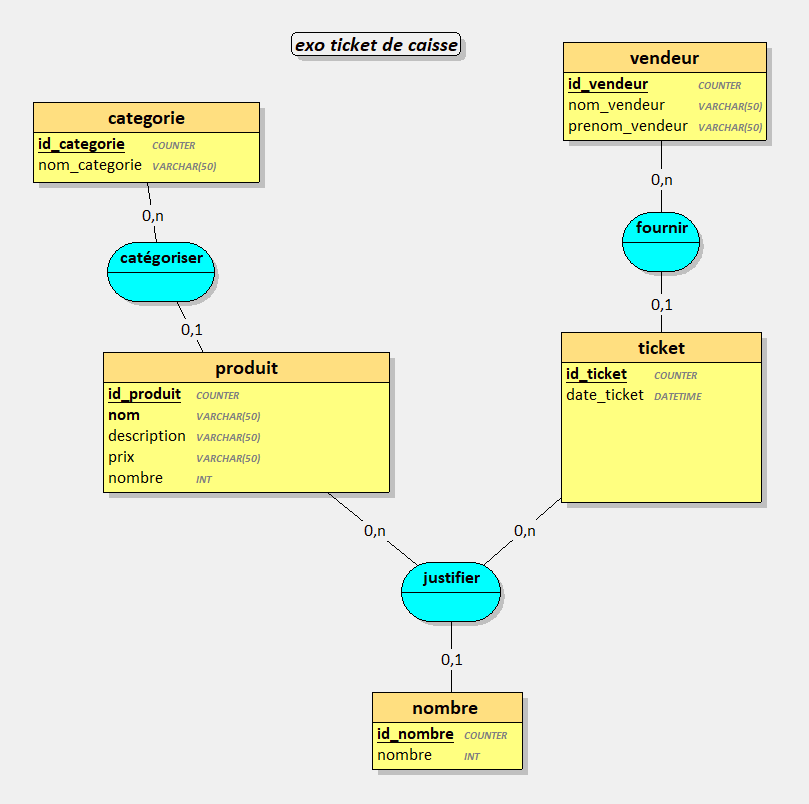 exo ticket de caisse
vendeur
id_vendeur COUNTER
nom_vendeur VARCHAR(50)
prenom_vendeur VARCHAR(50)
categorie
id_categorie COUNTER
nom_categorie VARCHAR(50)
0,n
0,n
catégoriser
fournir
0,1
0,1
produit
id_produit COUNTER
nom VARCHAR(50)
description VARCHAR(50)
prix VARCHAR(50)
nombre INT
ticket
id_ticket COUNTER
date_ticket DATETIME
0,n
0,n
justifier
0,1
nombre
id_nombre COUNTER
nombre INT